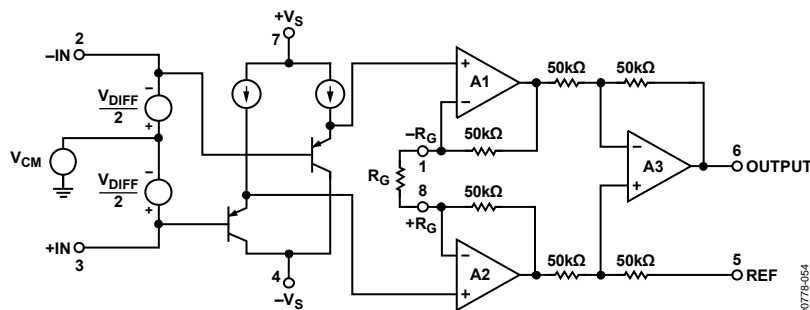 +VS
7
2
–IN
VDIFF
2
VCM
VDIFF
2
+IN
3
4
–VS
A1
50kΩ
50kΩ
50kΩ
–RG
1
RG
8
+RG
50kΩ
A2
50kΩ
50kΩ
A3
6
OUTPUT
5
REF
0778-054
− + − +
+ −
− +
− +